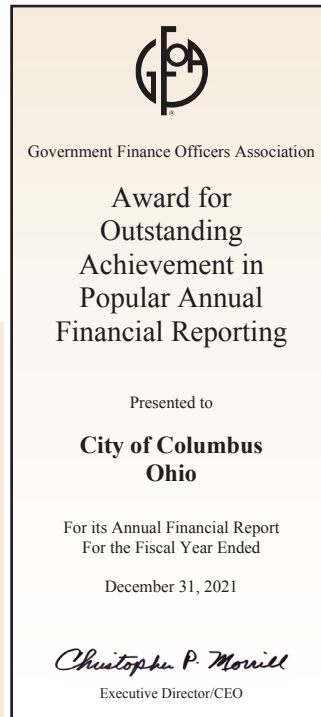 GFOA
®
Government Finance Officers Association
Award for
Outstanding
Achievement in
Popular Annual
Financial Reporting
Presented to
City of Columbus
Ohio
For its Annual Financial Report
For the Fiscal Year Ended
December 31, 2021
Christopher P. Morrill
Executive Director/CEO